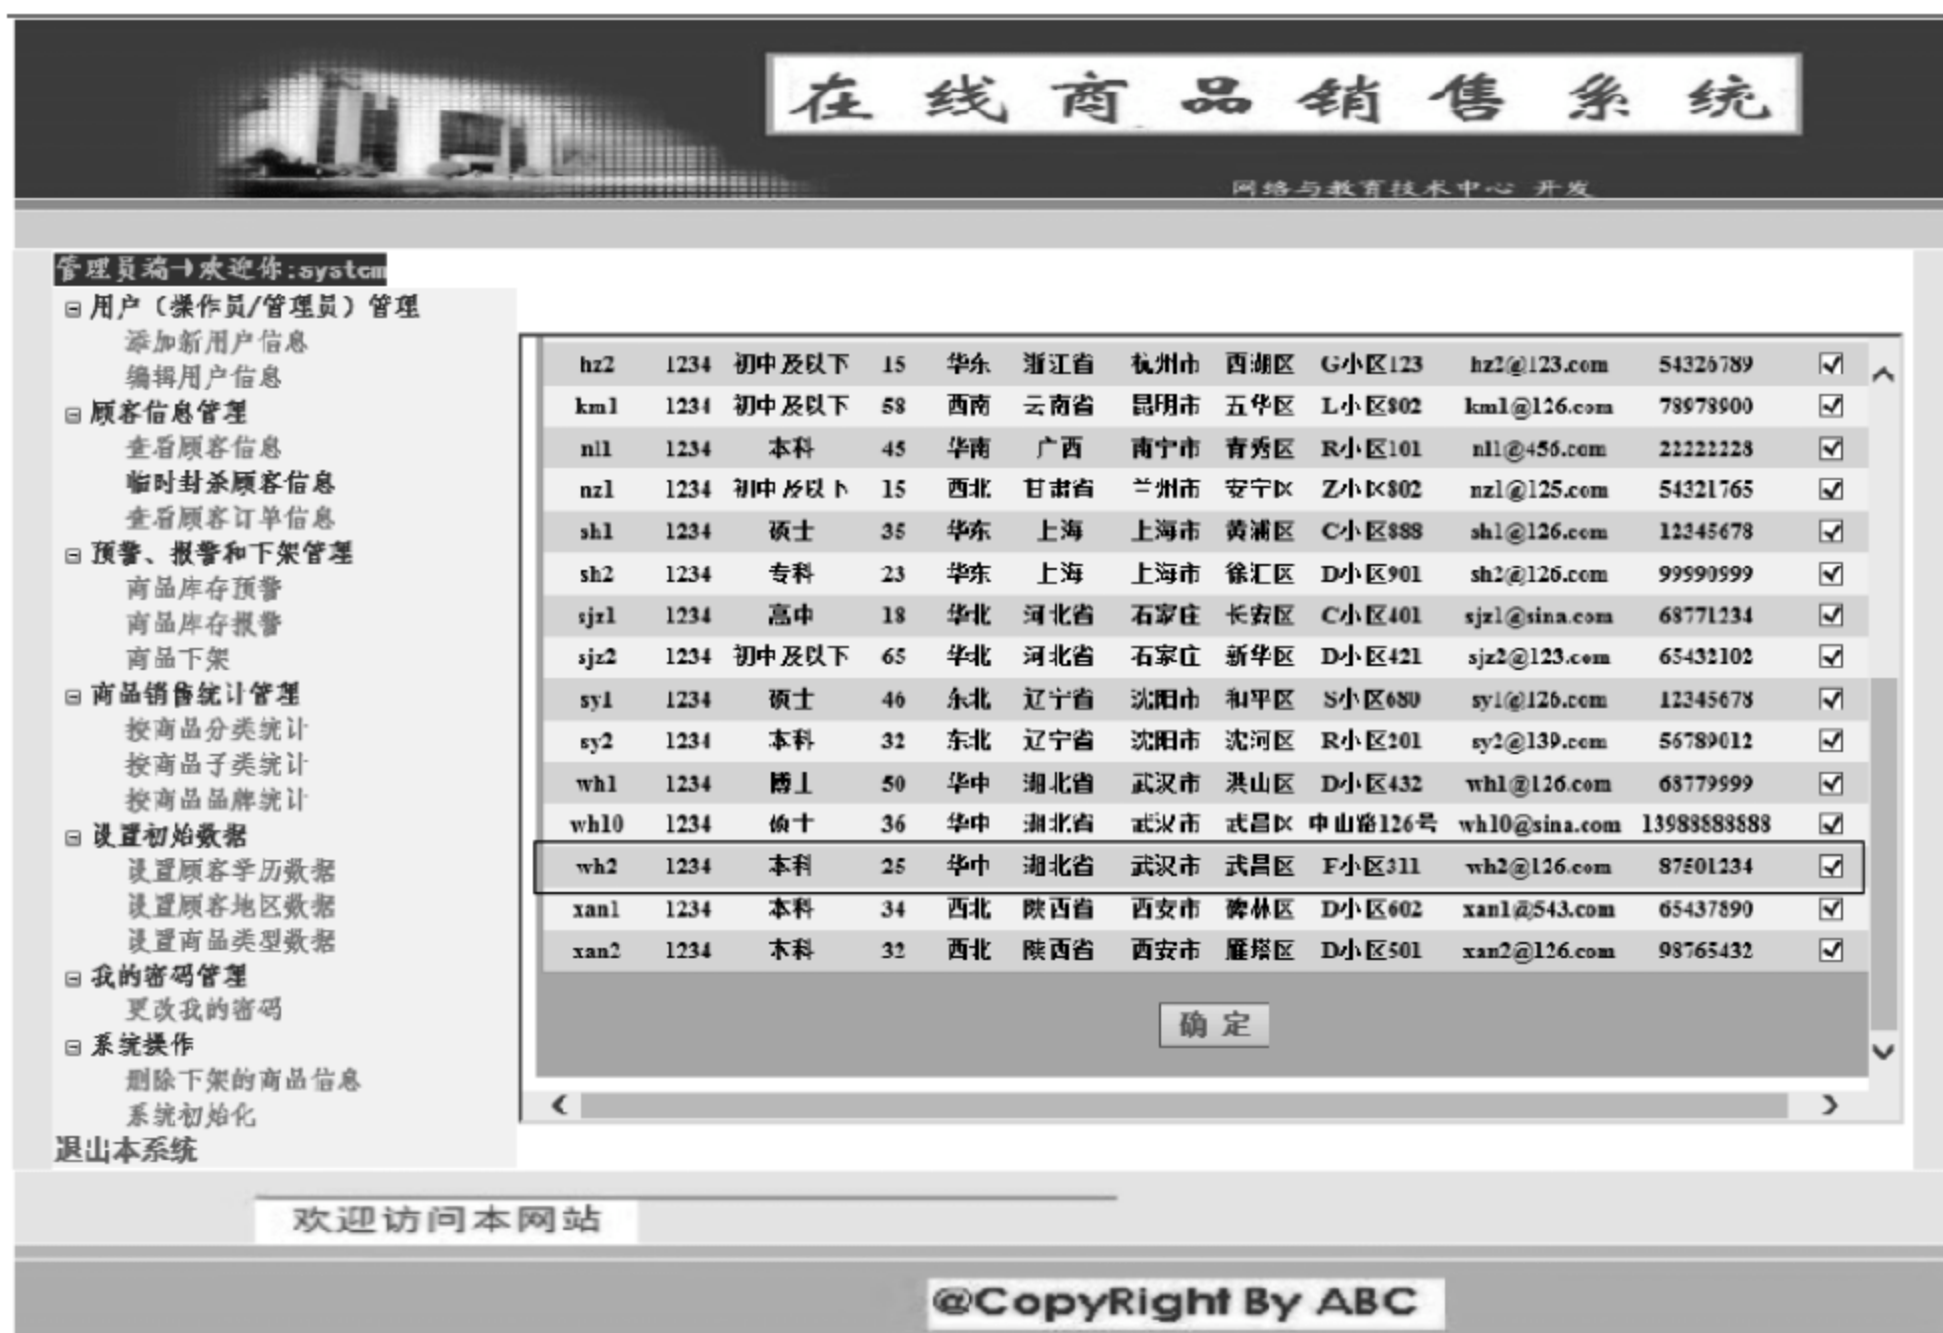 在线商品销售系统
网络与教育技术中心 开发
管理员端→欢迎你:system
用户（操作员/管理员）管理
添加新用户信息
编辑用户信息
顾客信息管理
查看顾客信息
临时封杀顾客信息
查看顾客订单信息
预警、报警和下架管理
商品库存预警
商品库存报警
商品下架
商品销售统计管理
按商品分类统计
按商品子类统计
按商品品牌统计
设置初始数据
设置顾客学历数据
设置顾客地区数据
设置商品类型数据
我的密码管理
更改我的密码
系统操作
删除下架的商品信息
系统初始化
退出本系统
hz2 1234 初中及以下 15 华东 浙江省 杭州市 西湖区 G小区123 hz2@123.com 54326789
km1 1234 初中及以下 58 西南 云南省 昆明市 五华区 L小区802 km1@126.com 78978900
nl1 1234 本科 45 华南 广西 南宁市 青秀区 R小区101 nl1@456.com 22222228
nz1 1234 初中及以下 15 西北 甘肃省 兰州市 安宁区 Z小区802 nz1@125.com 54321765
sh1 1234 硕士 35 华东 上海 上海市 黄浦区 C小区888 sh1@126.com 12345678
sh2 1234 专科 23 华东 上海 上海市 徐汇区 D小区901 sh2@126.com 99990999
sjz1 1234 高中 18 华北 河北省 石家庄 长安区 C小区401 sjz1@sina.com 68771234
sjz2 1234 初中及以下 65 华北 河北省 石家庄 新华区 D小区421 sjz2@123.com 65432102
sy1 1234 硕士 46 东北 辽宁省 沈阳市 和平区 S小区680 sy1@126.com 12345678
sy2 1234 本科 32 东北 辽宁省 沈阳市 沈河区 R小区201 sy2@139.com 56789012
wh1 1234 博士 50 华中 湖北省 武汉市 洪山区 D小区432 wh1@126.com 68779999
wh10 1234 硕士 36 华中 湖北省 武汉市 武昌区 中山路126号 wh10@sina.com 13988888888
wh2 1234 本科 25 华中 湖北省 武汉市 武昌区 F小区311 wh2@126.com 87501234
xan1 1234 本科 34 西北 陕西省 西安市 碑林区 D小区602 xan1@543.com 65437890
xan2 1234 本科 32 西北 陕西省 西安市 雁塔区 D小区501 xan2@126.com 98765432
确 定
欢迎访问本网站
@CopyRight By ABC